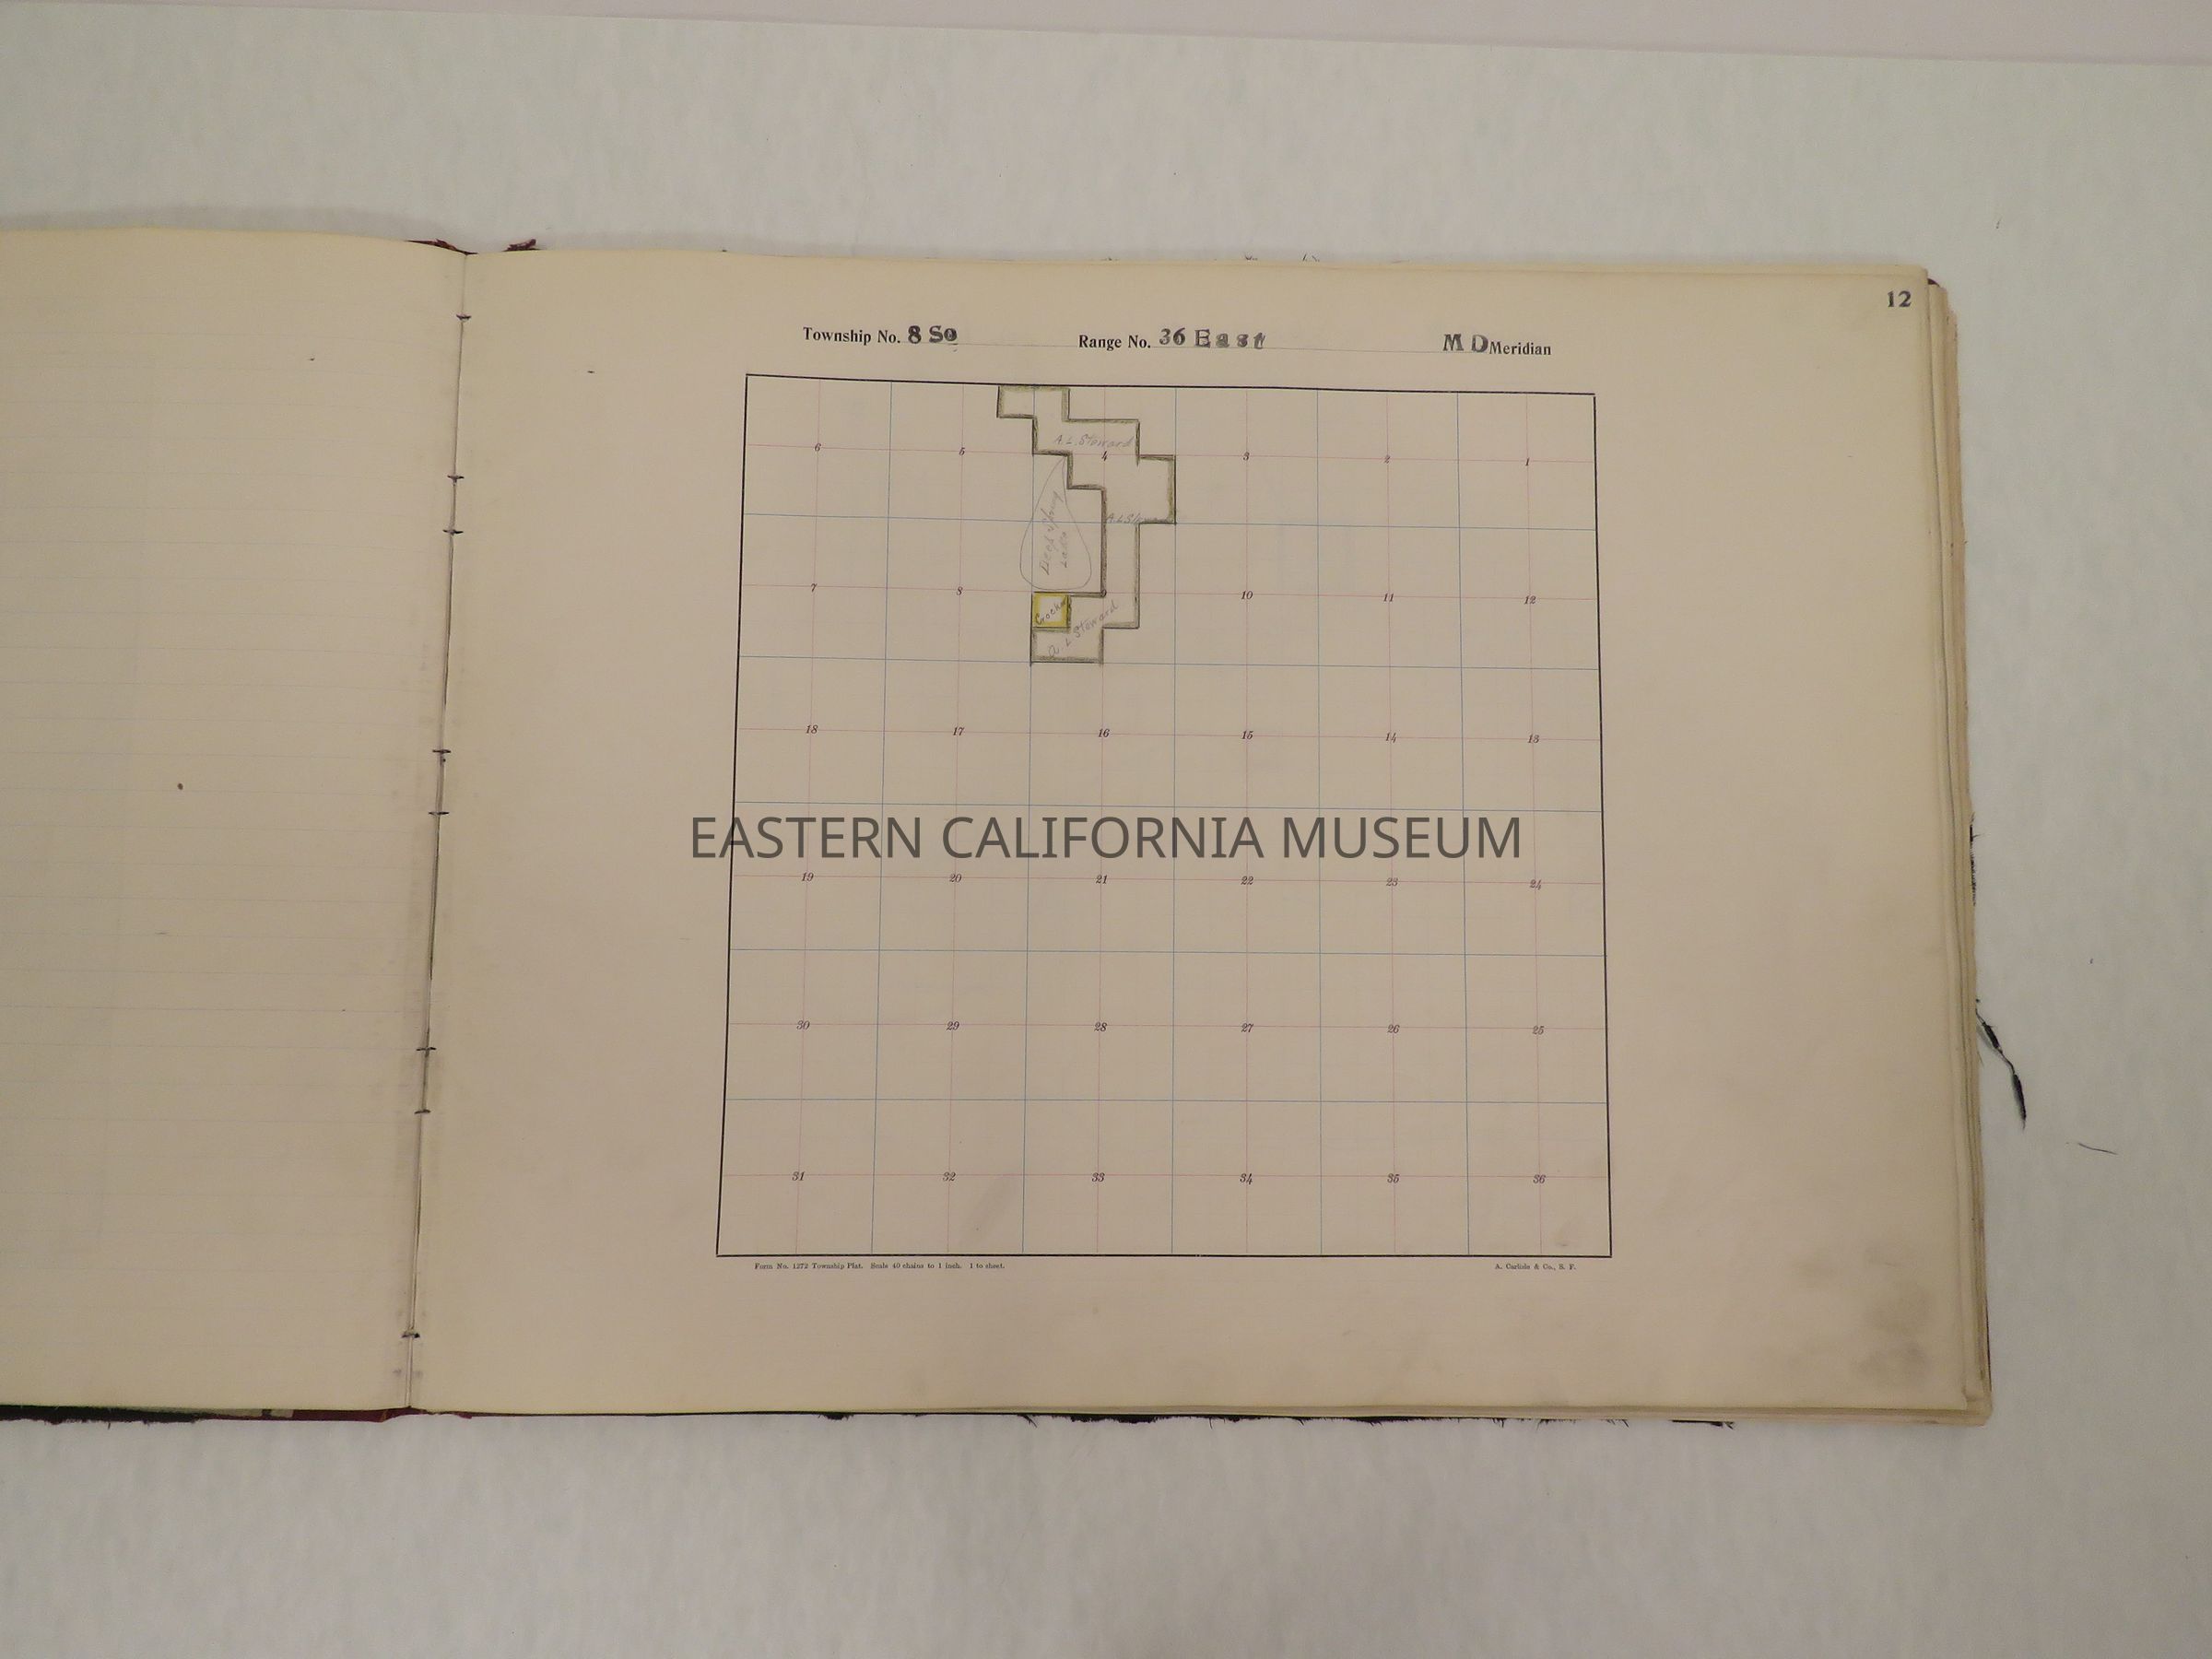 12
Township No. 8 So Range No. 36 East M D Meridian
A. L. Steward
6 5 4 3 2 1
Deep Spring
Lake
7 8 10 11 12
A L Steward
18 17 16 15 14 13
EASTERN CALIFORNIA MUSEUM
19 20 21 22 23 24
30 29 28 27 26 25
31 32 33 34 35 36
Form No. 1272 Township Plat. Scale 40 chains to 1 inch. 1 to sheet. A. Carlisle & Co., S. F.